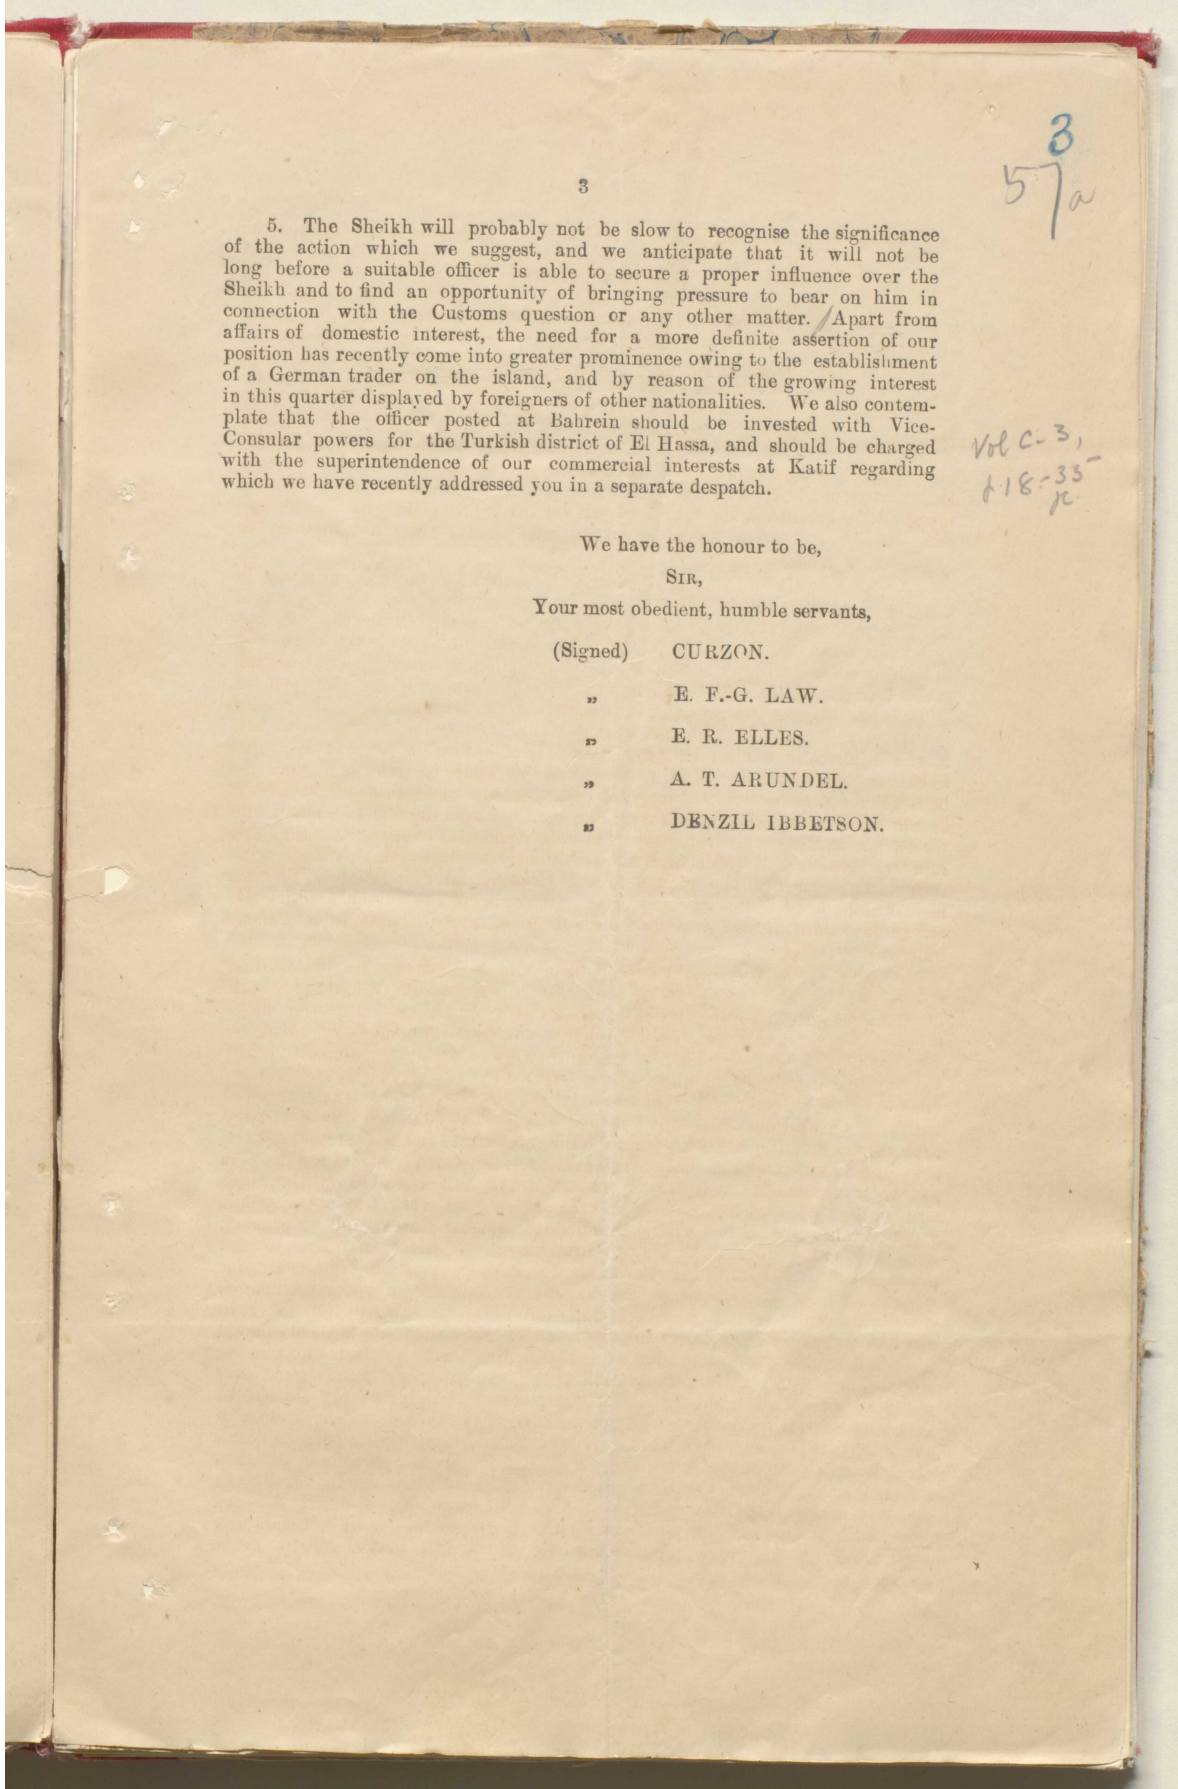 3
57a
3
5. The Sheikh will probably not be slow to recognise the significance
of the action which we suggest, and we anticipate that it will not be
long before a suitable officer is able to secure a proper influence over the
Sheikh and to find an opportunity of bringing pressure to bear on him in
connection with the Customs question or any other matter. / Apart from
affairs of domestic interest, the need for a more definite assertion of our
position has recently come into greater prominence owing to the establishment
of a German trader on the island, and by reason of the growing interest
in this quarter displayed by foreigners of other nationalities. We also contem-
plate that the officer posted at Bahrein should be invested with Vice-
Consular powers for the Turkish district of El Hassa, and should be charged
with the superintendence of our commercial interests at Katif regarding
which we have recently addressed you in a separate despatch.
Vol C-3,
f. 18-35
We have the honour to be,
SIR,
Your most obedient, humble servants,
(Signed) CURZON.
„ E. F.-G. LAW.
„ E. R. ELLES.
„ A. T. ARUNDEL.
„ DENZIL IBBETSON.